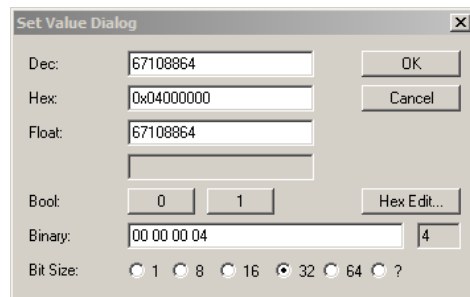 Set Value Dialog
Dec: 67108864 OK
Hex: 0x04000000 Cancel
Float: 67108864
Bool: 0 1 Hex Edit...
Binary: 00 00 00 04 4
Bit Size: 1 8 16 32 64 ?